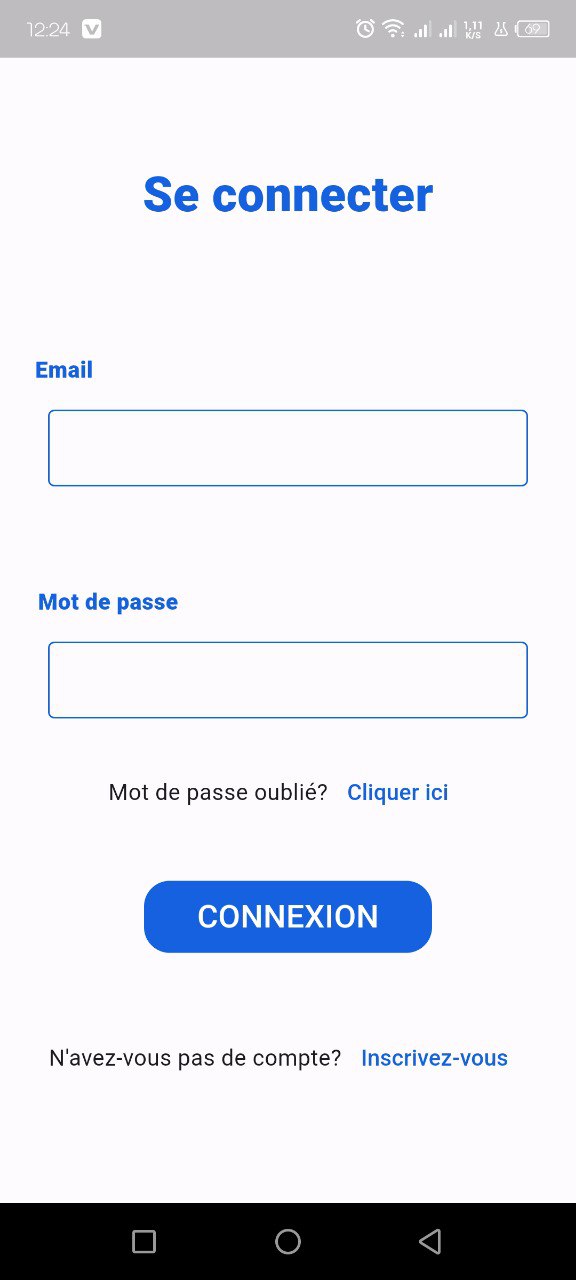 12:24
1,11
K/S
69
Se connecter
Email
Mot de passe
Mot de passe oublié? Cliquer ici
CONNEXION
N'avez-vous pas de compte? Inscrivez-vous